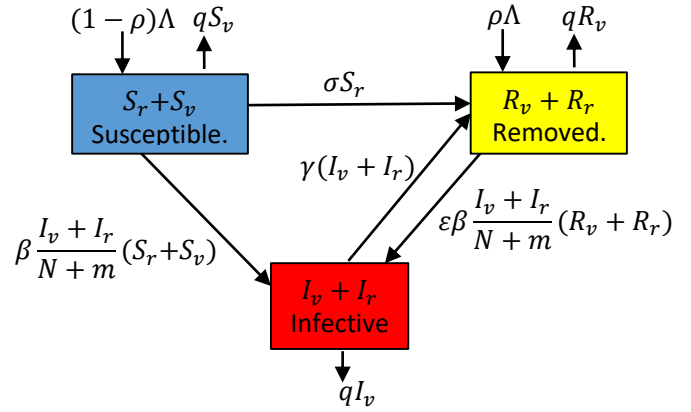 (1 − ρ)Λ qS_v ρΛ qR_v
S_r+S_v
Susceptible.
σS_r
R_v + R_r
Removed.
γ(I_v + I_r)
β (I_v + I_r)/(N + m) (S_r+S_v)
εβ (I_v + I_r)/(N + m) (R_v + R_r)
I_v + I_r
Infective
qI_v